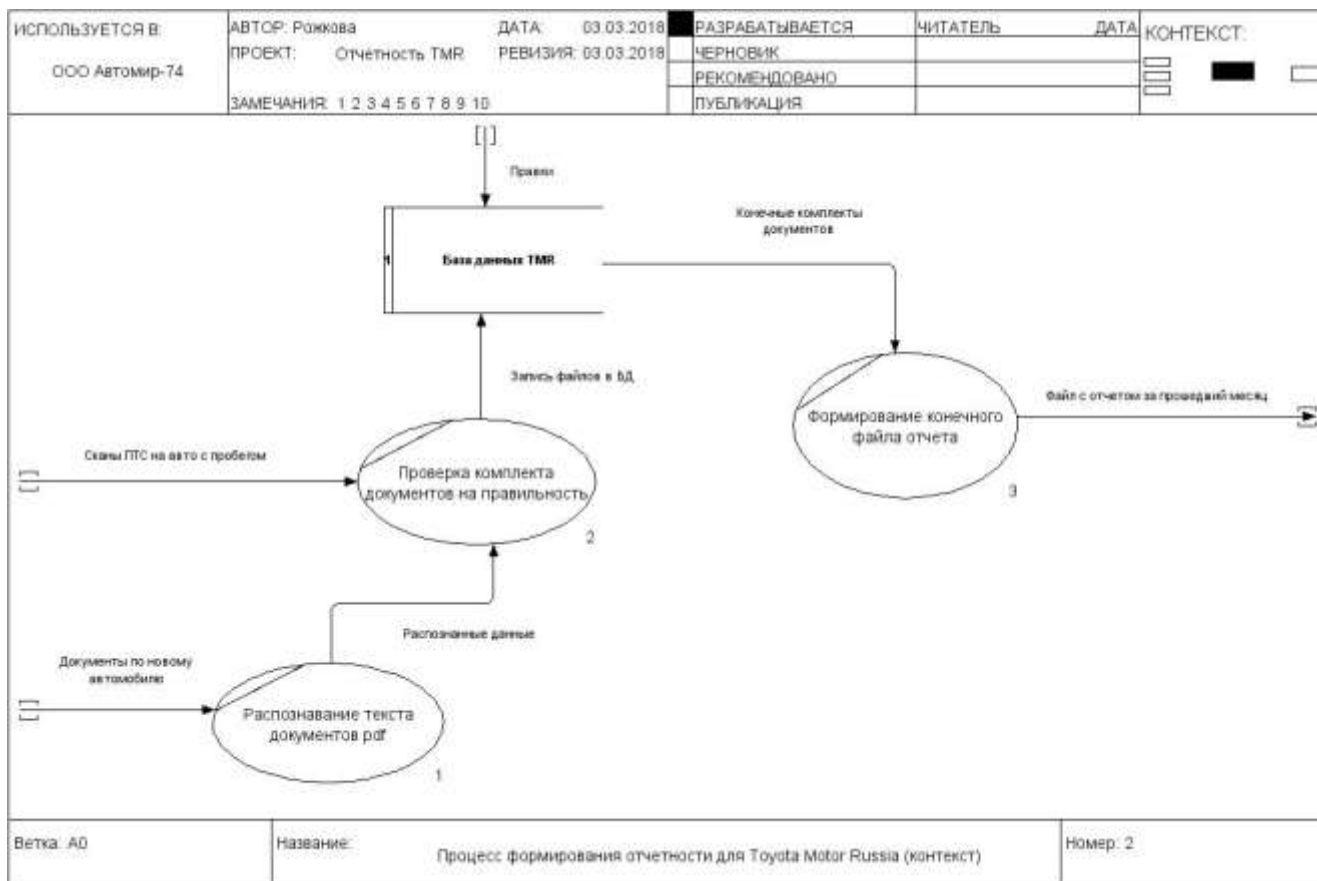 ИСПОЛЬЗУЕТСЯ В:
ООО Автомир-74
АВТОР: Рожкова
ДАТА: 03.03.2018
ПРОЕКТ: Отчетность TMR
РЕВИЗИЯ: 03.03.2018
ЗАМЕЧАНИЯ: 1 2 3 4 5 6 7 8 9 10
РАЗРАБАТЫВАЕТСЯ
ЧЕРНОВИК
РЕКОМЕНДОВАНО
ПУБЛИКАЦИЯ
ЧИТАТЕЛЬ
ДАТА
КОНТЕКСТ:
Правки
1
База данных TMR
Конечные комплекты
документов
Запись файлов в БД
Формирование конечного
файла отчета
3
Файл с отчетом за прошедший месяц
Сканы ПТС на авто с пробегом
Проверка комплекта
документов на правильность
2
Распознанные данные
Документы по новому
автомобилю
Распознавание текста
документов pdf
1
Ветка: A0
Название:
Процесс формирования отчетности для Toyota Motor Russia (контекст)
Номер: 2